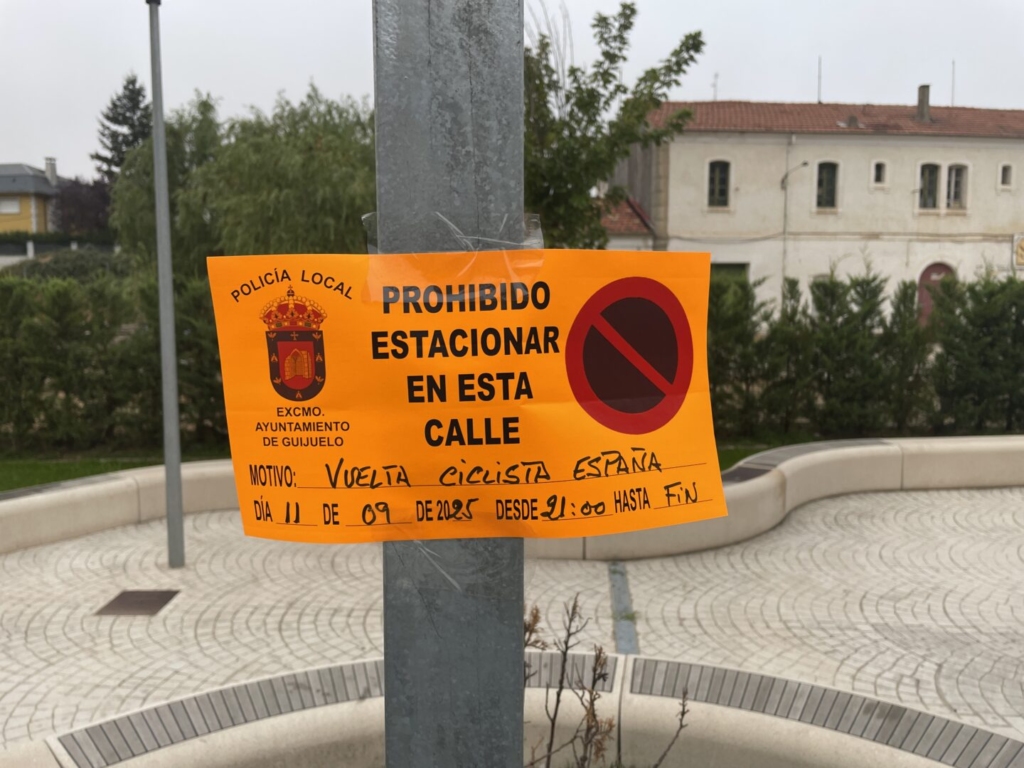 POLICÍA LOCAL
EXCMO.
AYUNTAMIENTO
DE GUIJUELO
PROHIBIDO
ESTACIONAR
EN ESTA
CALLE
MOTIVO: VUELTA CICLISTA ESPAÑA
DÍA 11 DE 09 DE 2025 DESDE 21:00 HASTA FIN